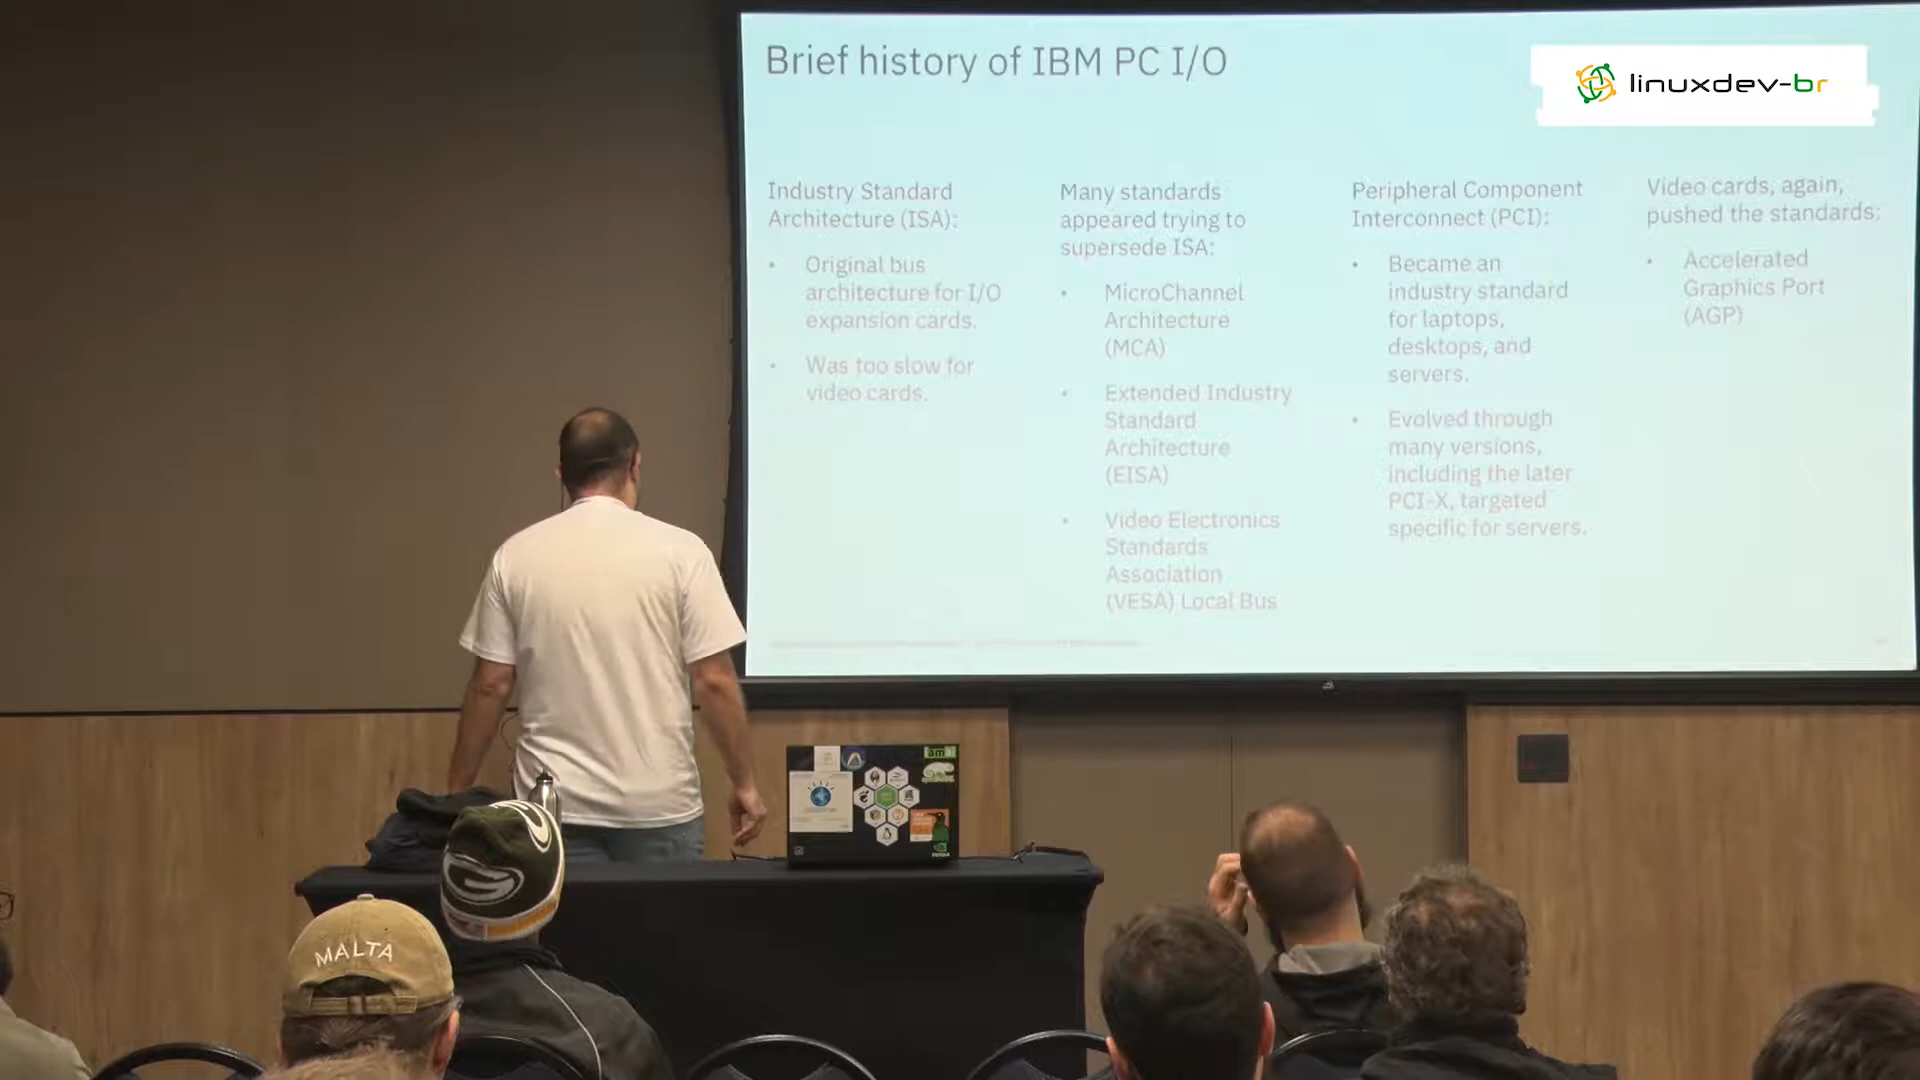 Brief history of IBM PC I/O
linuxdev-br
Industry Standard
Architecture (ISA):
• Original bus
architecture for I/O
expansion cards.
• Was too slow for
video cards.
Many standards
appeared trying to
supersede ISA:
• MicroChannel
Architecture
(MCA)
• Extended Industry
Standard
Architecture
(EISA)
• Video Electronics
Standards
Association
(VESA) Local Bus
Peripheral Component
Interconnect (PCI):
• Became an
industry standard
for laptops,
desktops, and
servers.
• Evolved through
many versions,
including the later
PCI-X, targeted
specific for servers.
Video cards, again,
pushed the standards:
• Accelerated
Graphics Port
(AGP)
MALTA